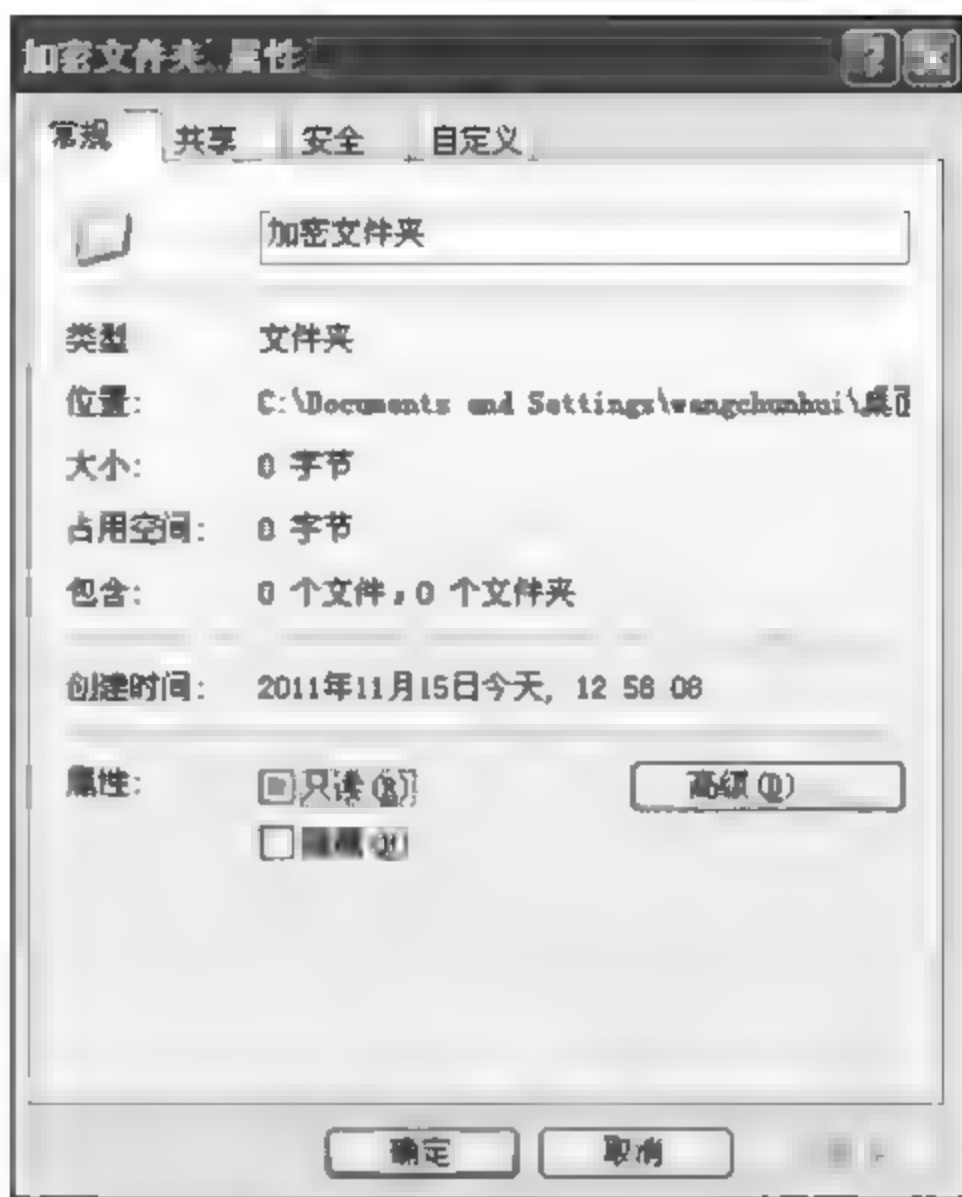 加密文件夹 属性
常规 共享 安全 自定义
加密文件夹
类型 文件夹
位置: C:\Documents and Settings\wangchunhui\桌面
大小: 0 字节
占用空间: 0 字节
包含: 0 个文件,0 个文件夹
创建时间: 2011年11月15日今天, 12 58 08
属性: 只读(R) 高级(D)
确定 取消